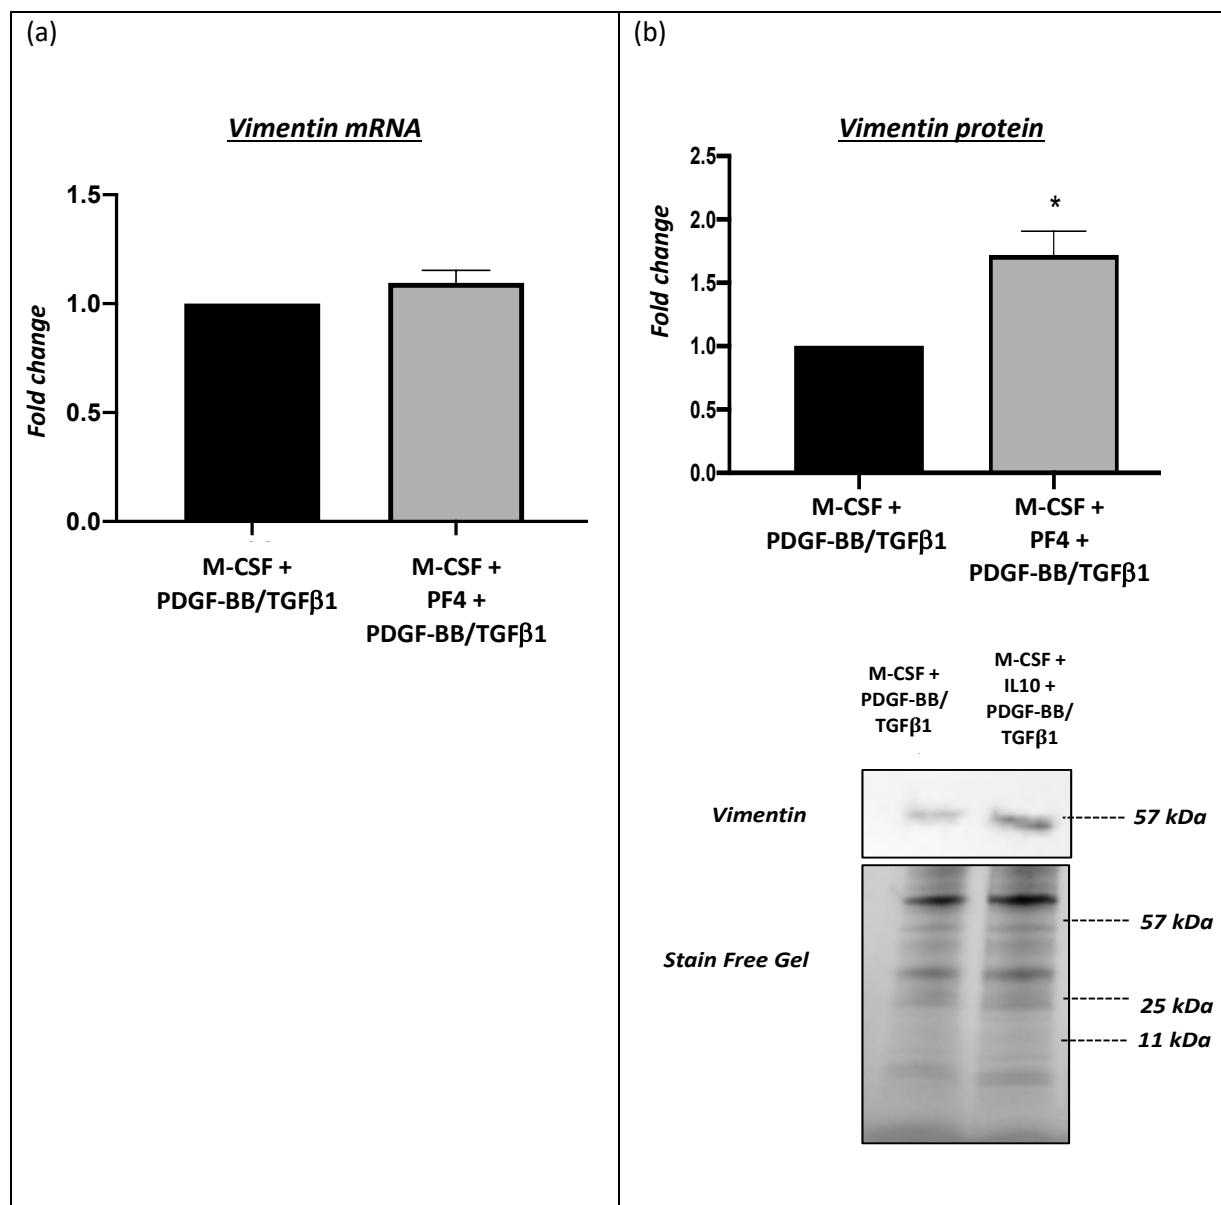 (a)
Vimentin mRNA
Fold change
1.5
1.0
0.5
0.0
M-CSF +
PDGF-BB/TGFβ1
M-CSF +
PF4 +
PDGF-BB/TGFβ1
(b)
Vimentin protein
Fold change
2.5
2.0
1.5
1.0
0.5
0.0
*
M-CSF +
PDGF-BB/TGFβ1
M-CSF +
PF4 +
PDGF-BB/TGFβ1
M-CSF +
PDGF-BB/
TGFβ1
M-CSF +
IL10 +
PDGF-BB/
TGFβ1
Vimentin
57 kDa
Stain Free Gel
57 kDa
25 kDa
11 kDa